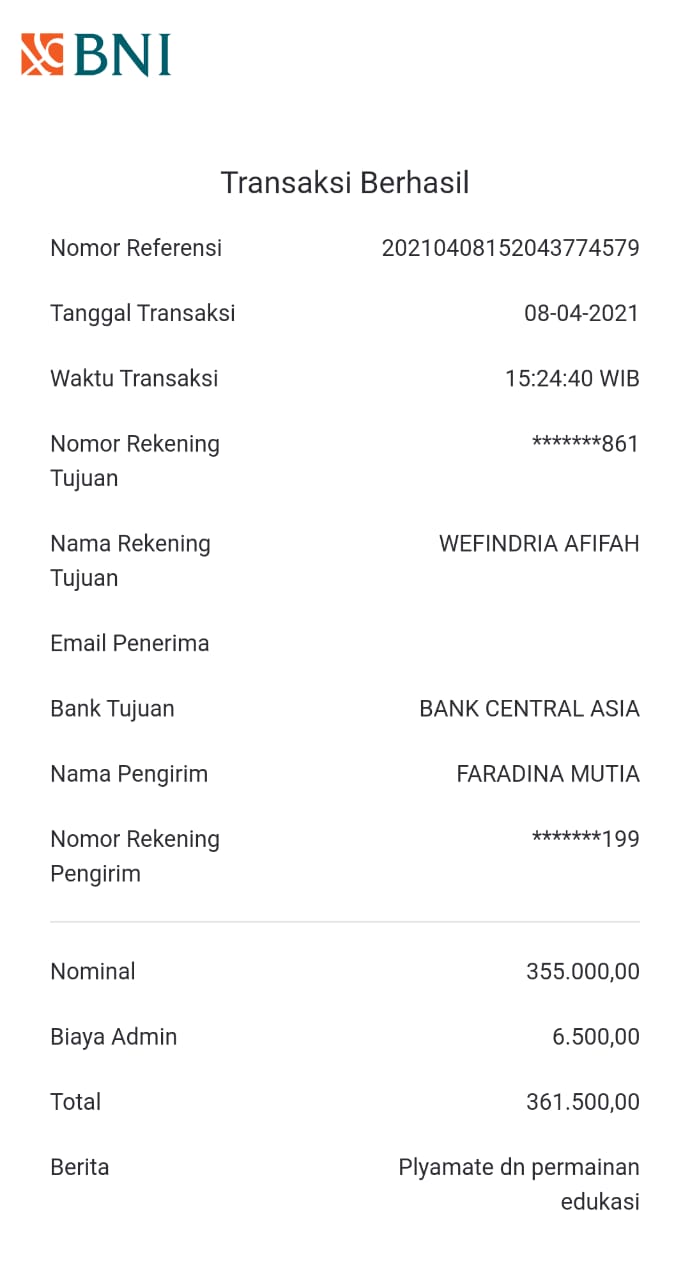 BNI
Transaksi Berhasil
Nomor Referensi 20210408152043774579
Tanggal Transaksi 08-04-2021
Waktu Transaksi 15:24:40 WIB
Nomor Rekening Tujuan *******861
Nama Rekening Tujuan WEFINDRIA AFIFAH
Email Penerima
Bank Tujuan BANK CENTRAL ASIA
Nama Pengirim FARADINA MUTIA
Nomor Rekening Pengirim *******199
Nominal 355.000,00
Biaya Admin 6.500,00
Total 361.500,00
Berita Plyamate dn permainan
edukasi